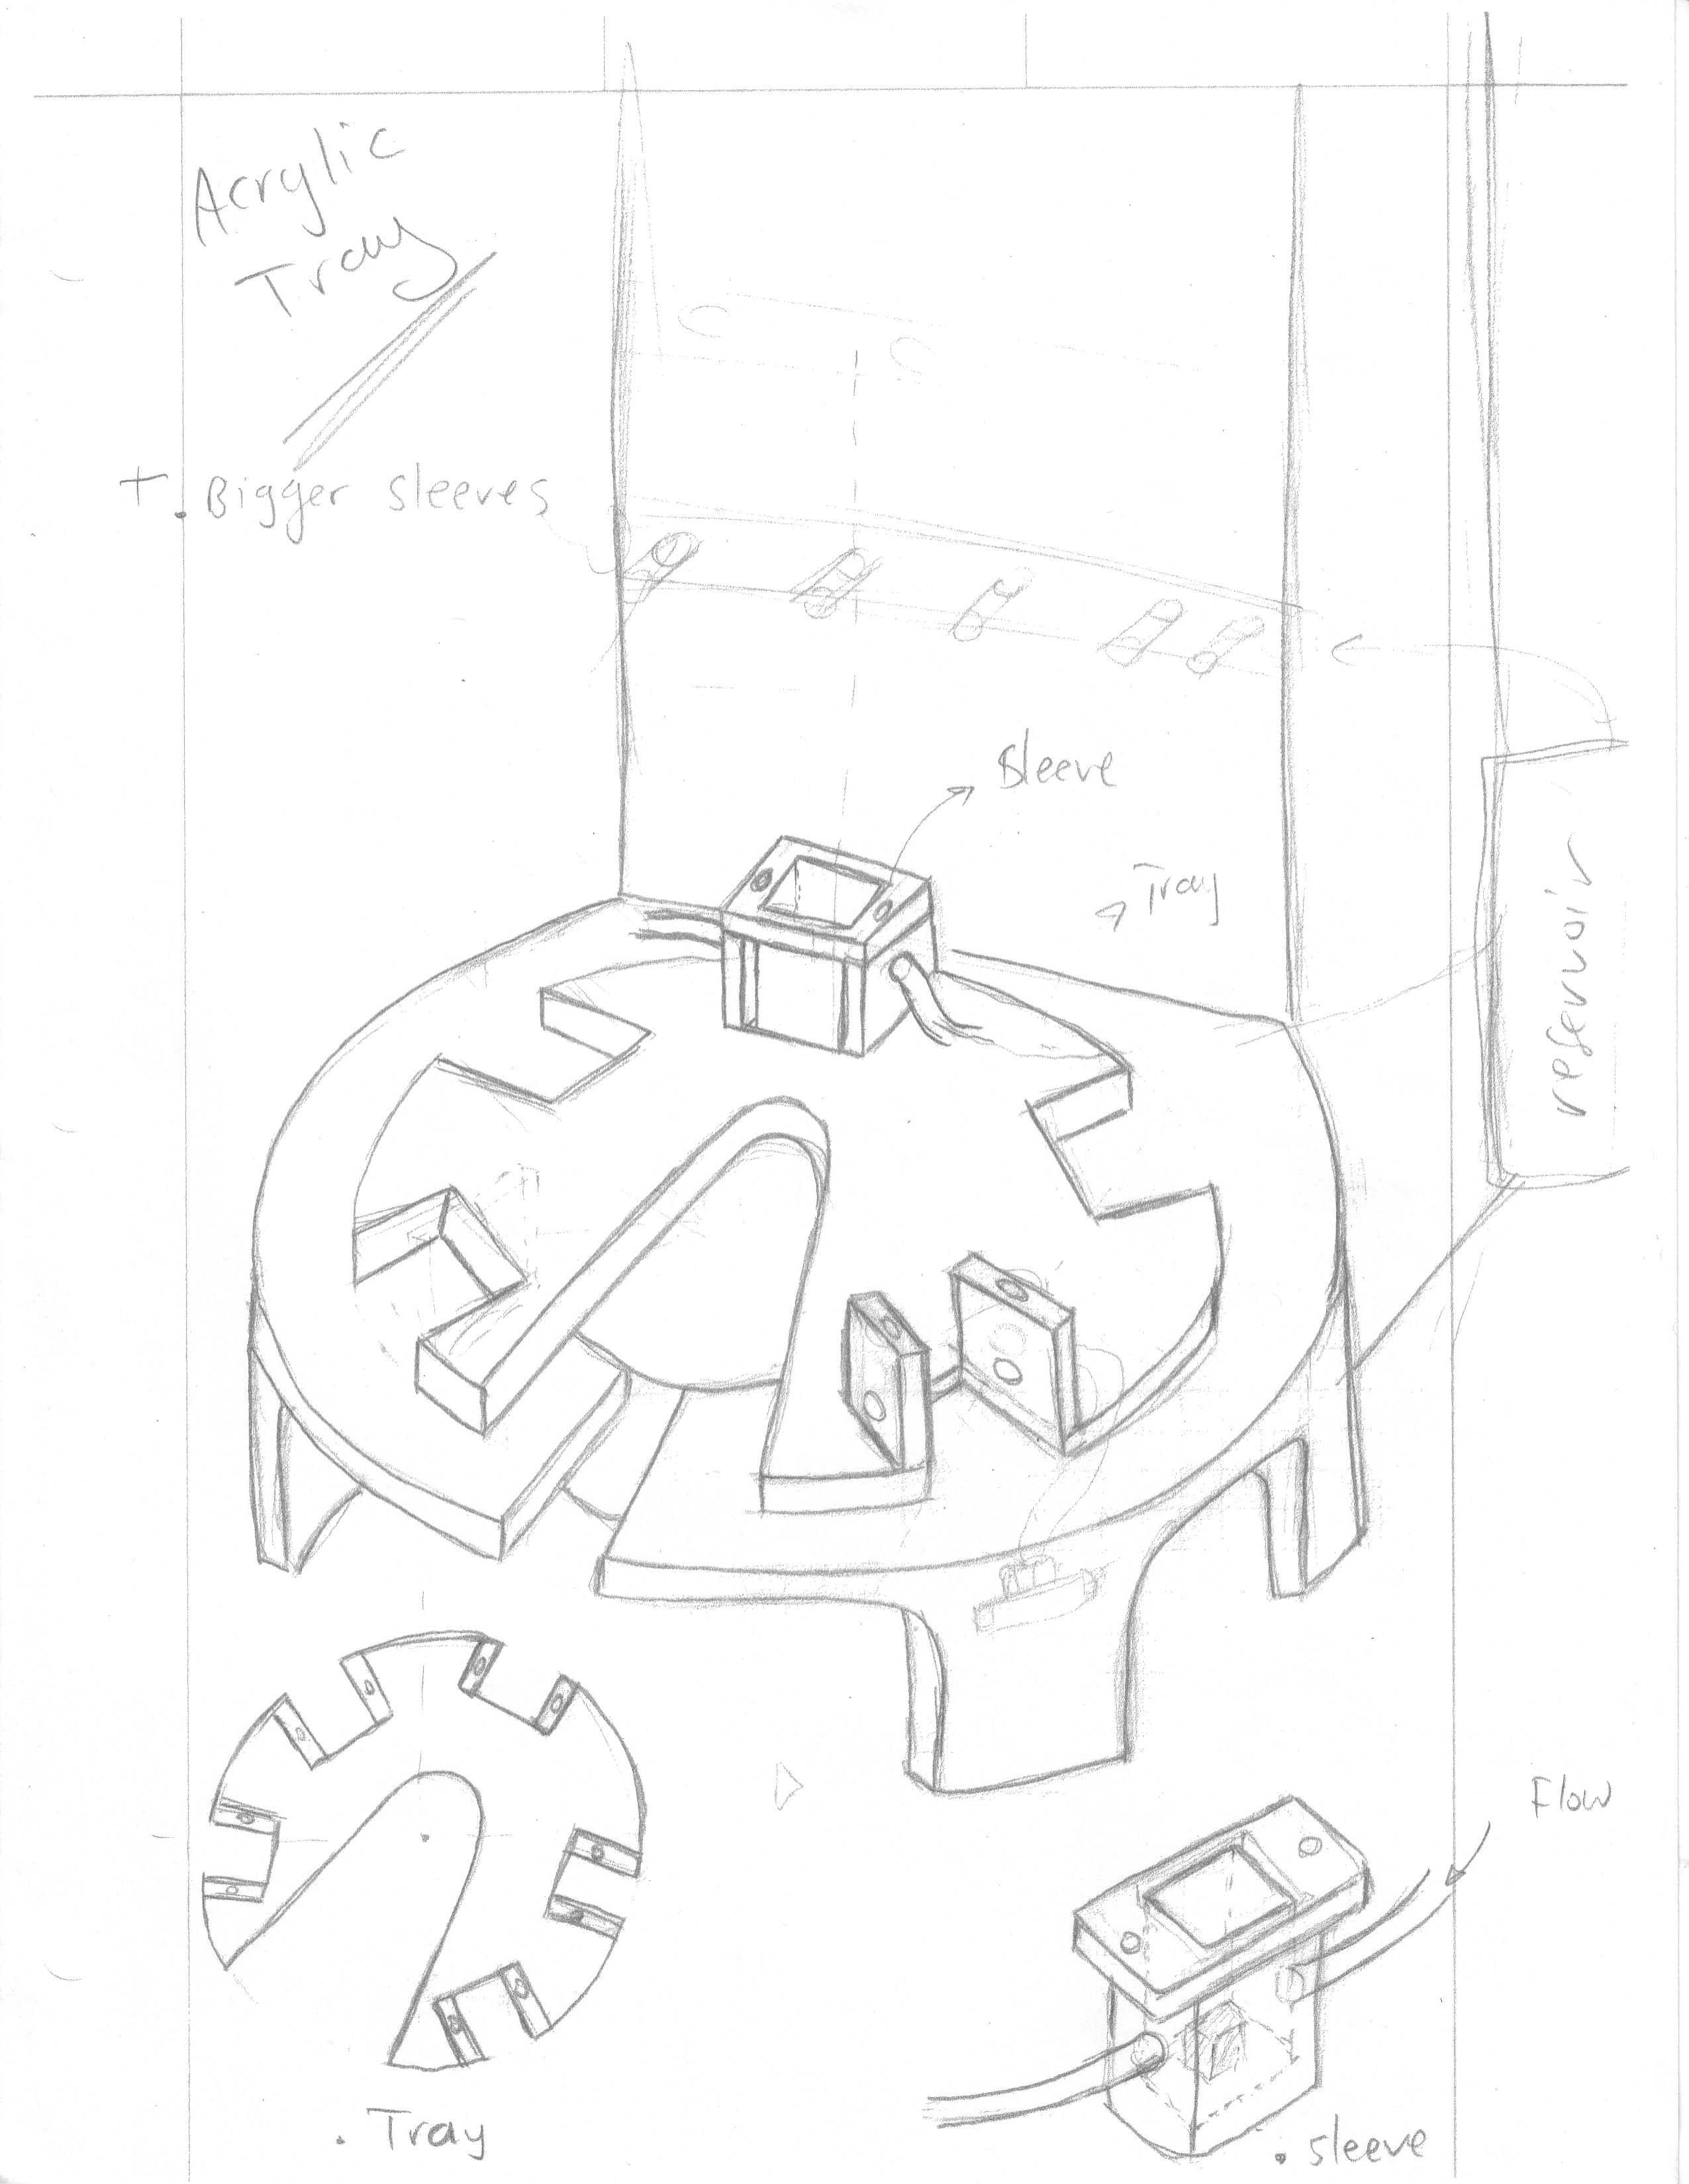 Acrylic
Tray
+ . Bigger sleeves
Sleeve
Tray
reservoir
Flow
. Tray
. sleeve